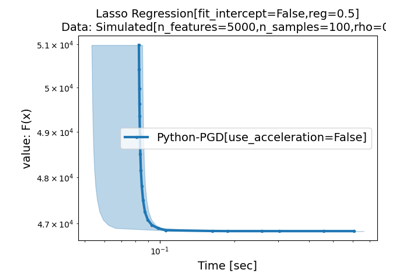 Lasso Regression[fit_intercept=False,reg=0.5]
Data: Simulated[n_features=5000,n_samples=100,rho=0
5.1 × 10⁴
5 × 10⁴
4.9 × 10⁴
4.8 × 10⁴
4.7 × 10⁴
value: F(x)
Python-PGD[use_acceleration=False]
10⁻¹
Time [sec]